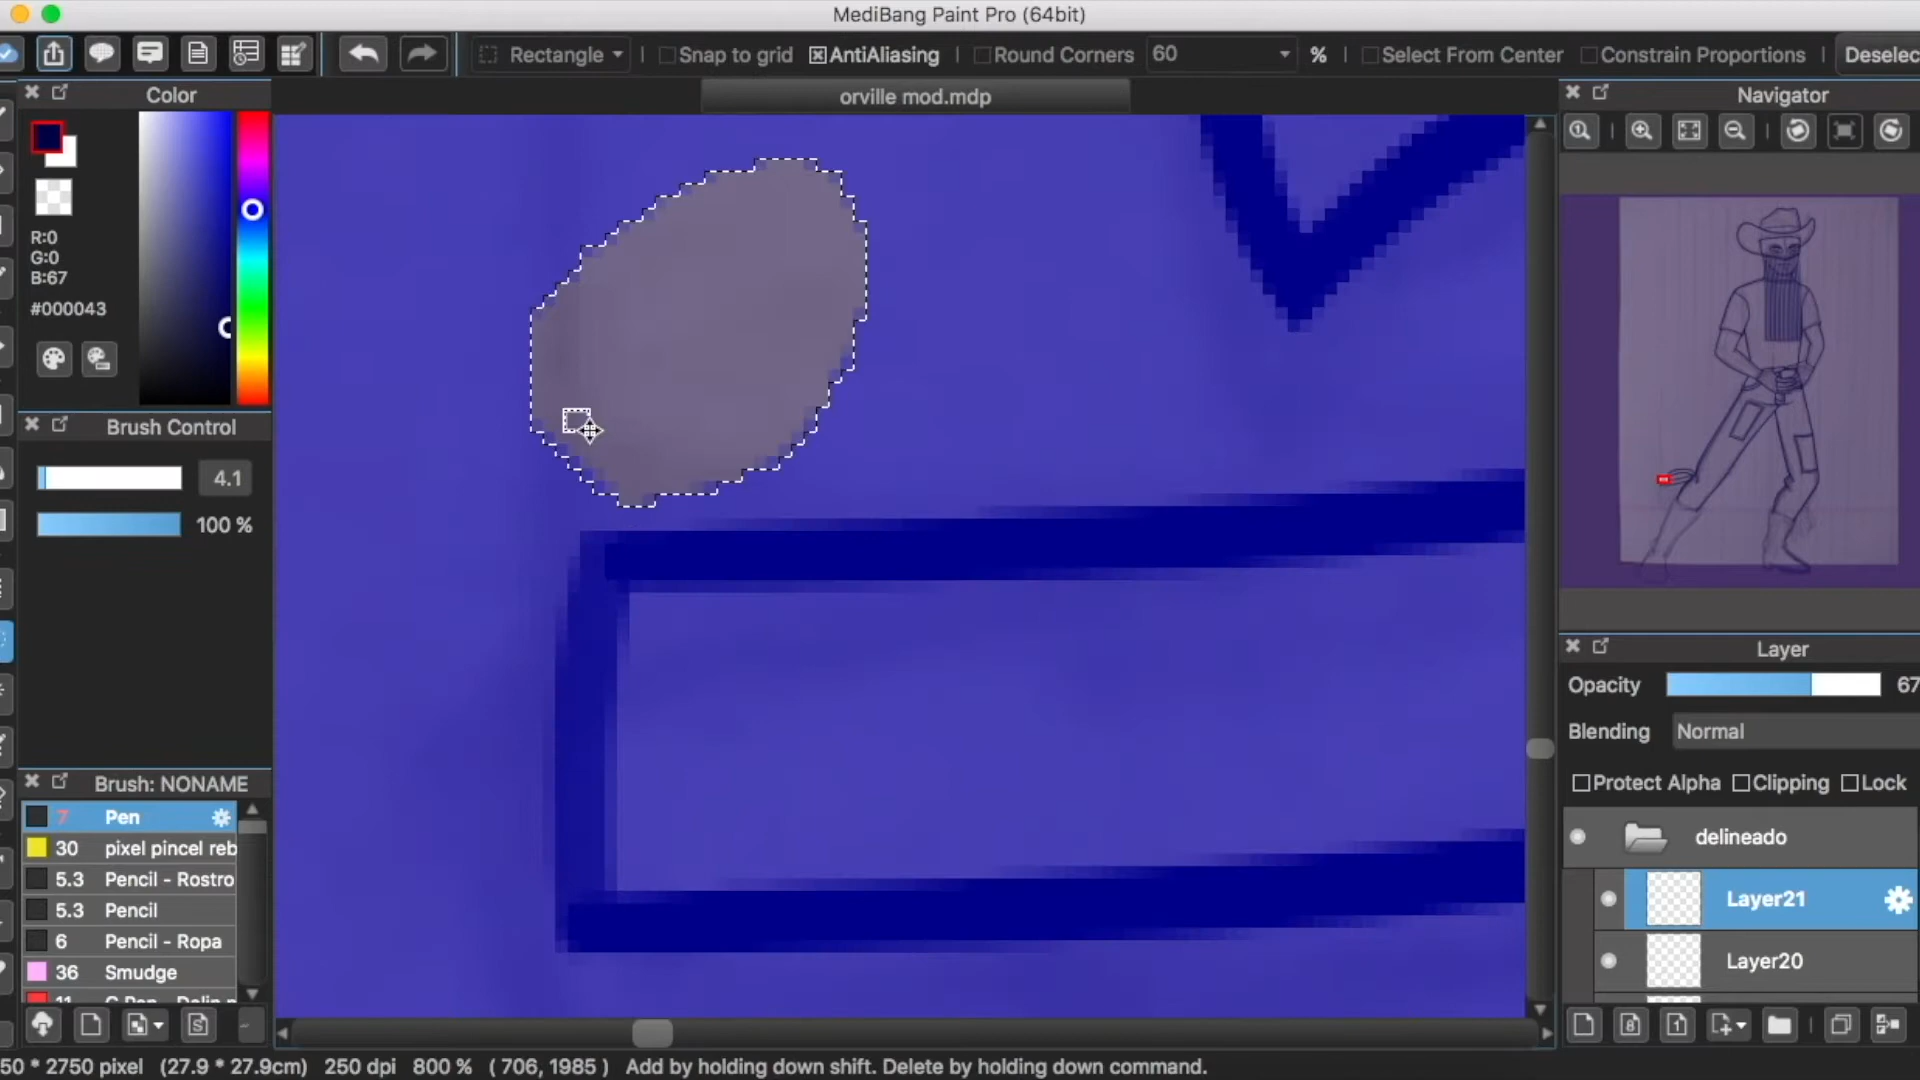 MediBang Paint Pro (64bit)
Rectangle Snap to grid AntiAliasing Round Corners 60 % Select From Center Constrain Proportions Deselec
orville mod.mdp
Color
R:0
G:0
B:67
#000043
Brush Control
4.1
100 %
Brush: NONAME
7 Pen
30 pixel pincel reb
5.3 Pencil - Rostro
5.3 Pencil
6 Pencil - Ropa
36 Smudge
Navigator
Layer
Opacity 67
Blending Normal
Protect Alpha Clipping Lock
delineado
Layer21
Layer20
50 * 2750 pixel (27.9 * 27.9cm) 250 dpi 800 % ( 706, 1985 ) Add by holding down shift. Delete by holding down command.